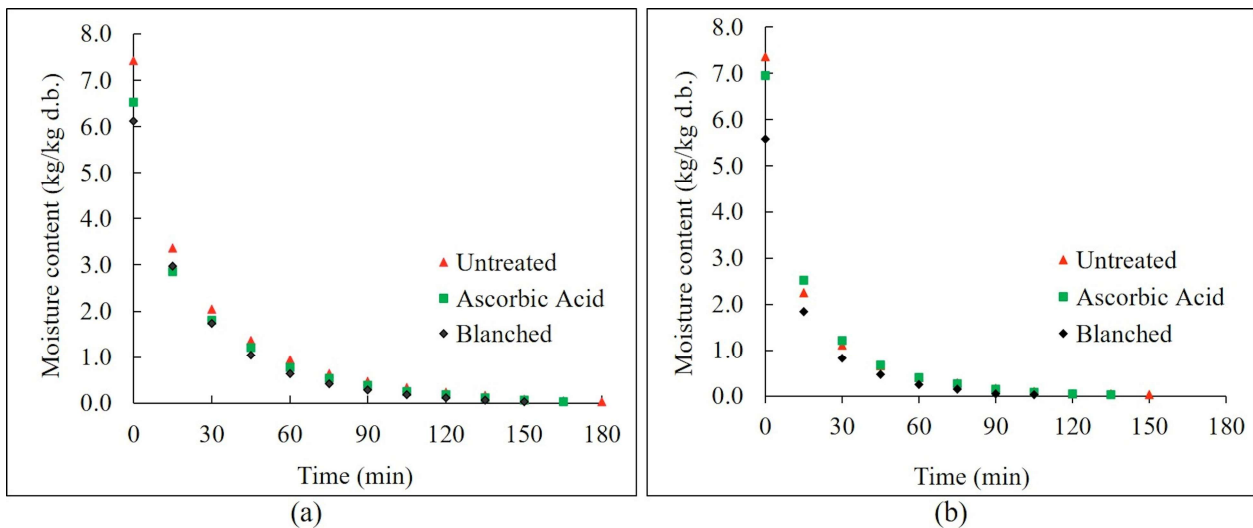 8.0
7.0
6.0
5.0
4.0
3.0
2.0
1.0
0.0
Moisture content (kg/kg d.b.)
Untreated
Ascorbic Acid
Blanched
0 30 60 90 120 150 180
Time (min)
(a)
8.0
7.0
6.0
5.0
4.0
3.0
2.0
1.0
0.0
Moisture content (kg/kg d.b.)
Untreated
Ascorbic Acid
Blanched
0 30 60 90 120 150 180
Time (min)
(b)